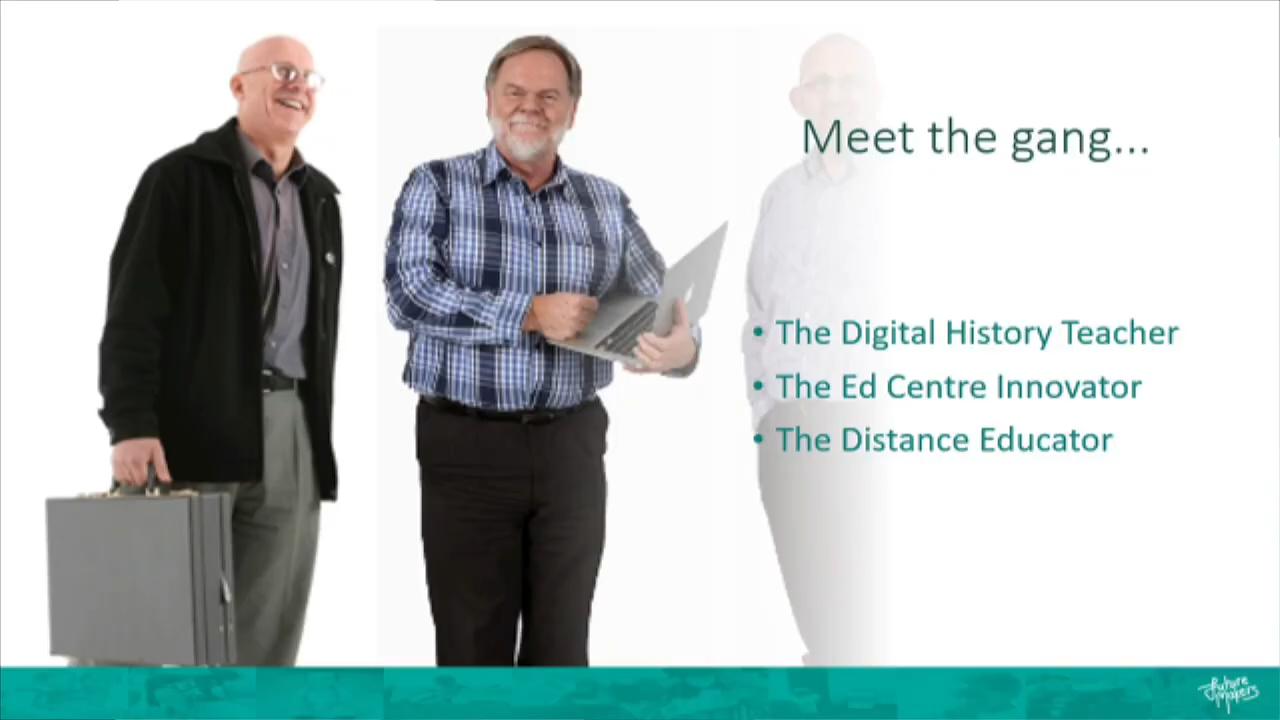 Meet the gang...
• The Digital History Teacher
• The Ed Centre Innovator
• The Distance Educator
Future
Makers